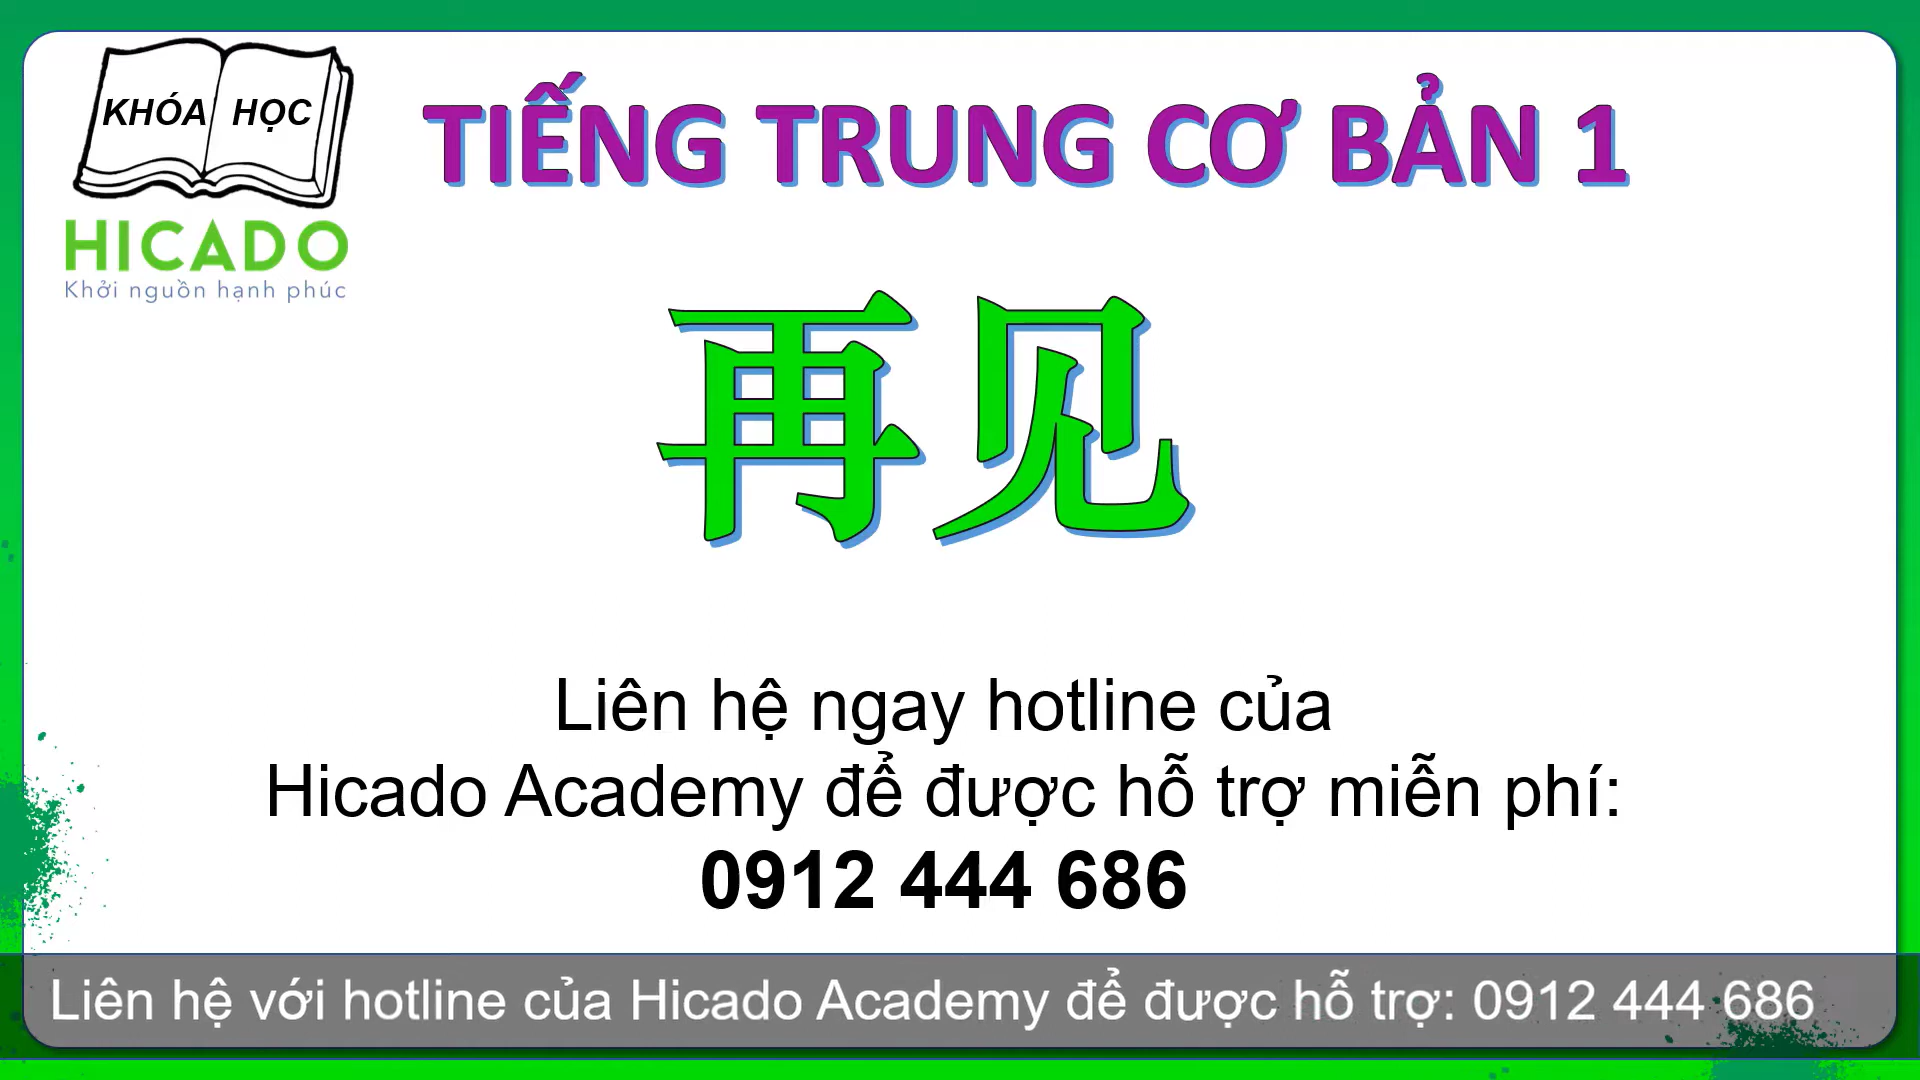 KHÓA HỌC
HICADO
Khởi nguồn hạnh phúc
TIẾNG TRUNG CƠ BẢN 1
再见
Liên hệ ngay hotline của
Hicado Academy để được hỗ trợ miễn phí:
0912 444 686
Liên hệ với hotline của Hicado Academy để được hỗ trợ: 0912 444 686